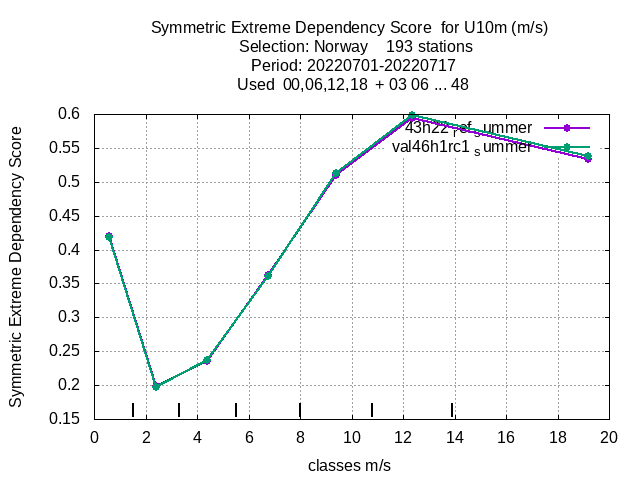 Symmetric Extreme Dependency Score for U10m (m/s)
Selection: Norway 193 stations
Period: 20220701-20220717
Used 00,06,12,18 + 03 06 ... 48
Symmetric Extreme Dependency Score
0.6
0.55
0.5
0.45
0.4
0.35
0.3
0.25
0.2
0.15
43h22_ref_summer
val46h1rc1_summer
0 2 4 6 8 10 12 14 16 18 20
classes m/s